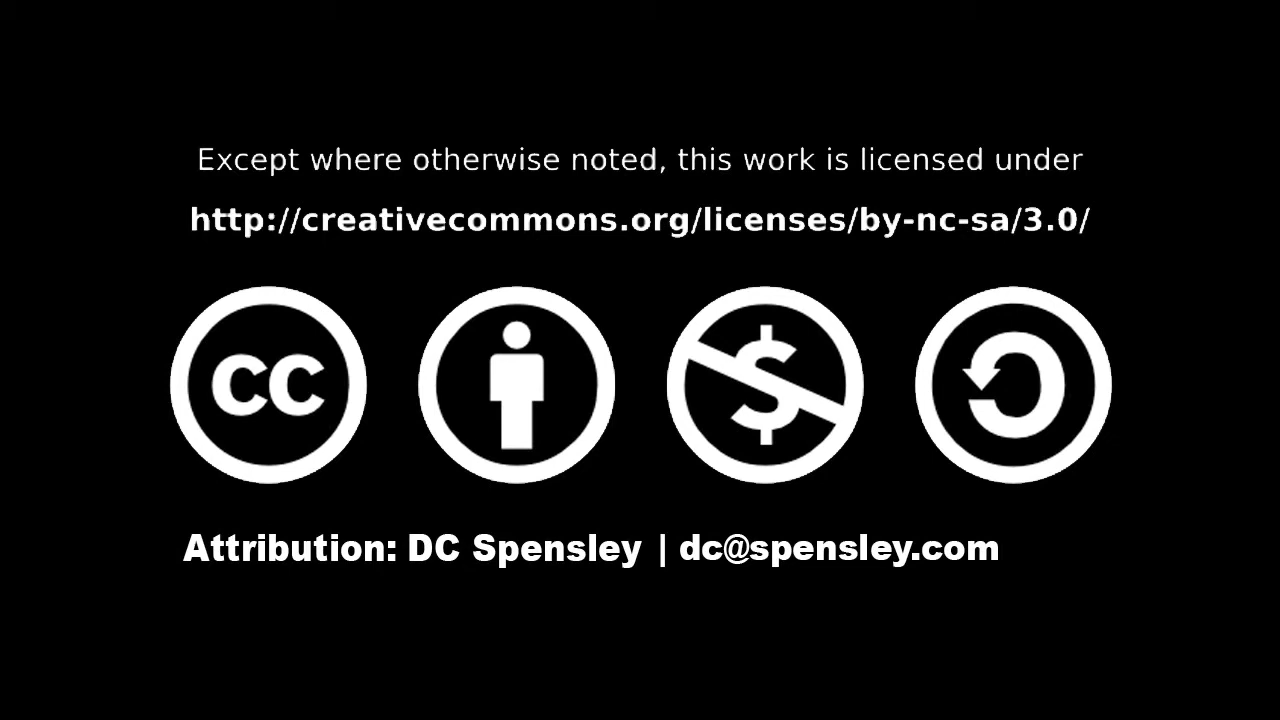 Except where otherwise noted, this work is licensed under
http://creativecommons.org/licenses/by-nc-sa/3.0/
cc
$
Attribution: DC Spensley | dc@spensley.com